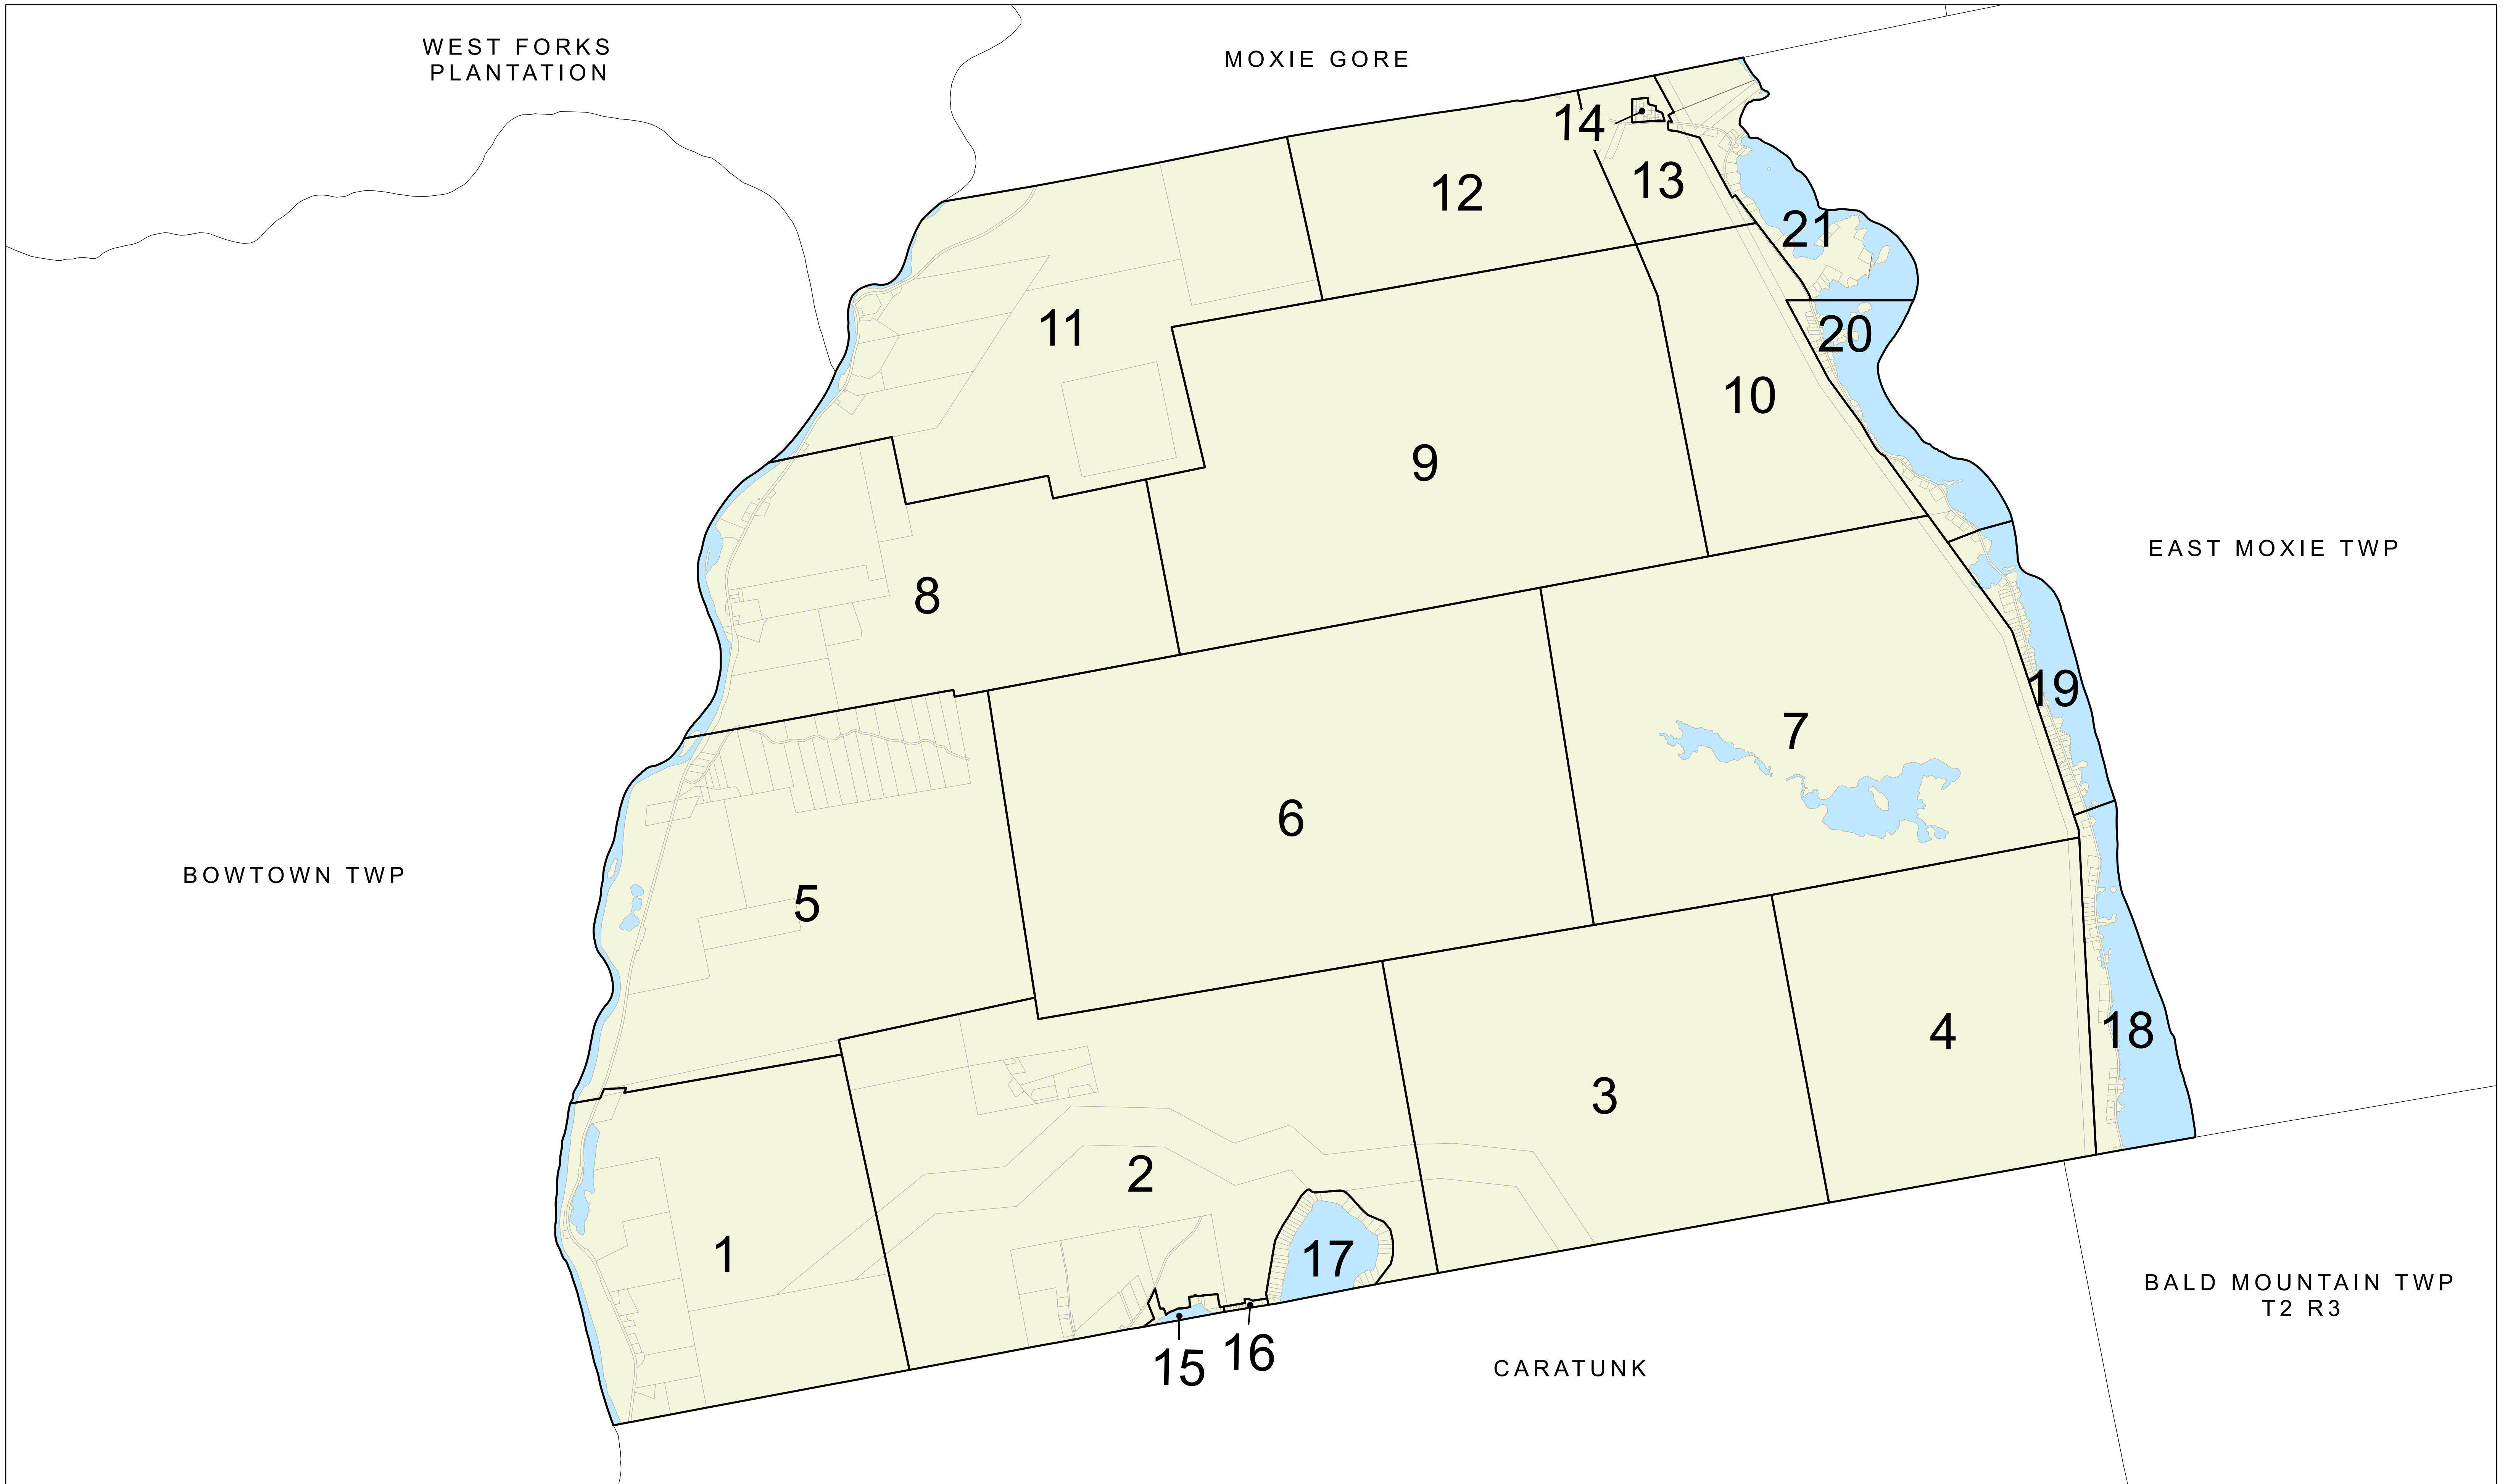 WEST FORKS
PLANTATION
MOXIE GORE
14
13
12
21
11
20
10
9
EAST MOXIE TWP
8
19
7
6
BOWTOWN TWP
5
18
4
3
2
1
17
BALD MOUNTAIN TWP
T2 R3
15
16
CARATUNK